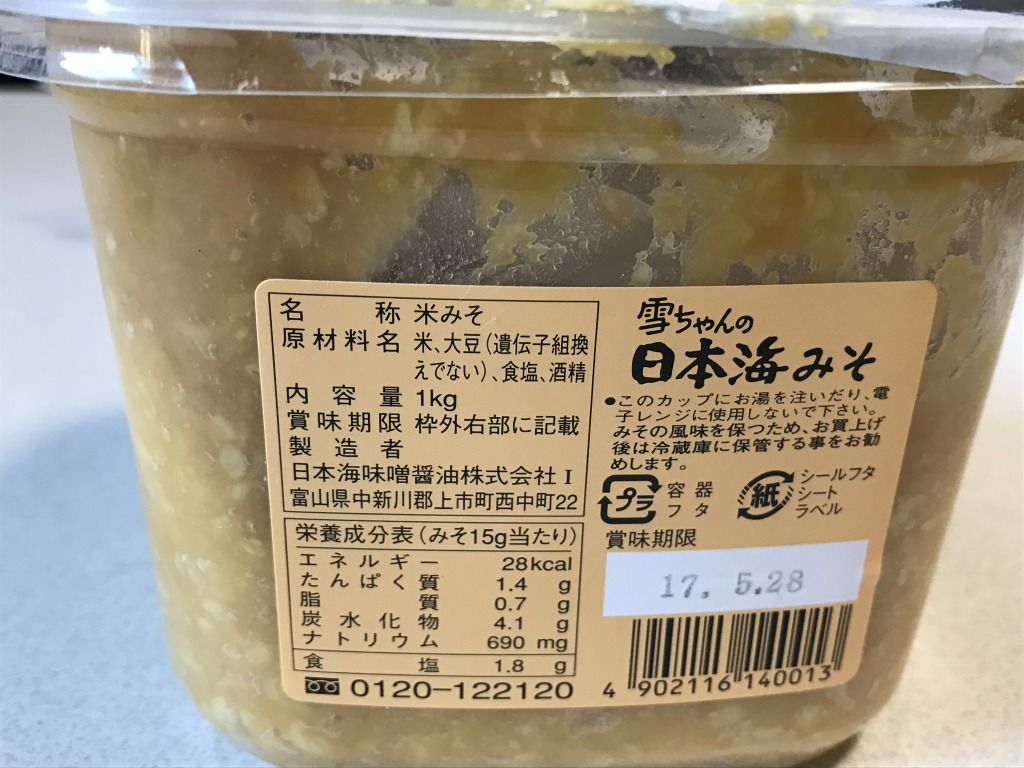 名称 米みそ
原材料名 米、大豆(遺伝子組換
えでない)、食塩、酒精
内容量 1kg
賞味期限 枠外右部に記載
製造者
日本海味噌醤油株式会社 I
富山県中新川郡上市町西中町22
栄養成分表(みそ15g当たり)
エネルギー 28kcal
たんぱく質 1.4 g
脂質 0.7 g
炭水化物 4.1 g
ナトリウム 690 mg
食塩 1.8 g
0120-122120
雪ちゃんの
日本海みそ
●このカップにお湯を注いだり、電
子レンジに使用しないで下さい。
みその風味を保つため、お買上げ
後は冷蔵庫に保管する事をお勧
めします。
プラ 容器
フタ
紙 シールフタ
シート
ラベル
賞味期限
17. 5.28
4 902116 140013